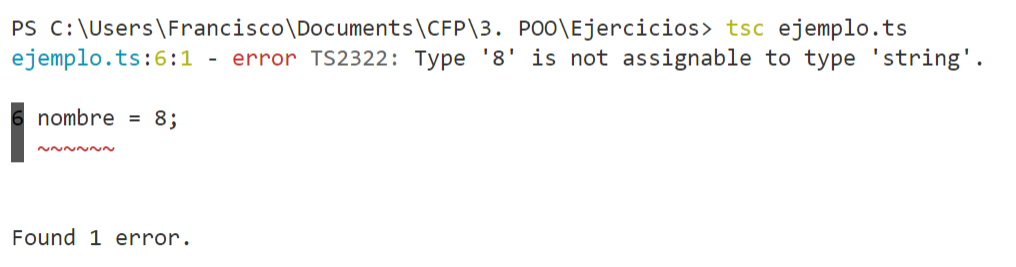 PS C:\Users\Francisco\Documents\CFP\3. POO\Ejercicios> tsc ejemplo.ts
ejemplo.ts:6:1 - error TS2322: Type '8' is not assignable to type 'string'.
6 nombre = 8;
~~~~~~
Found 1 error.